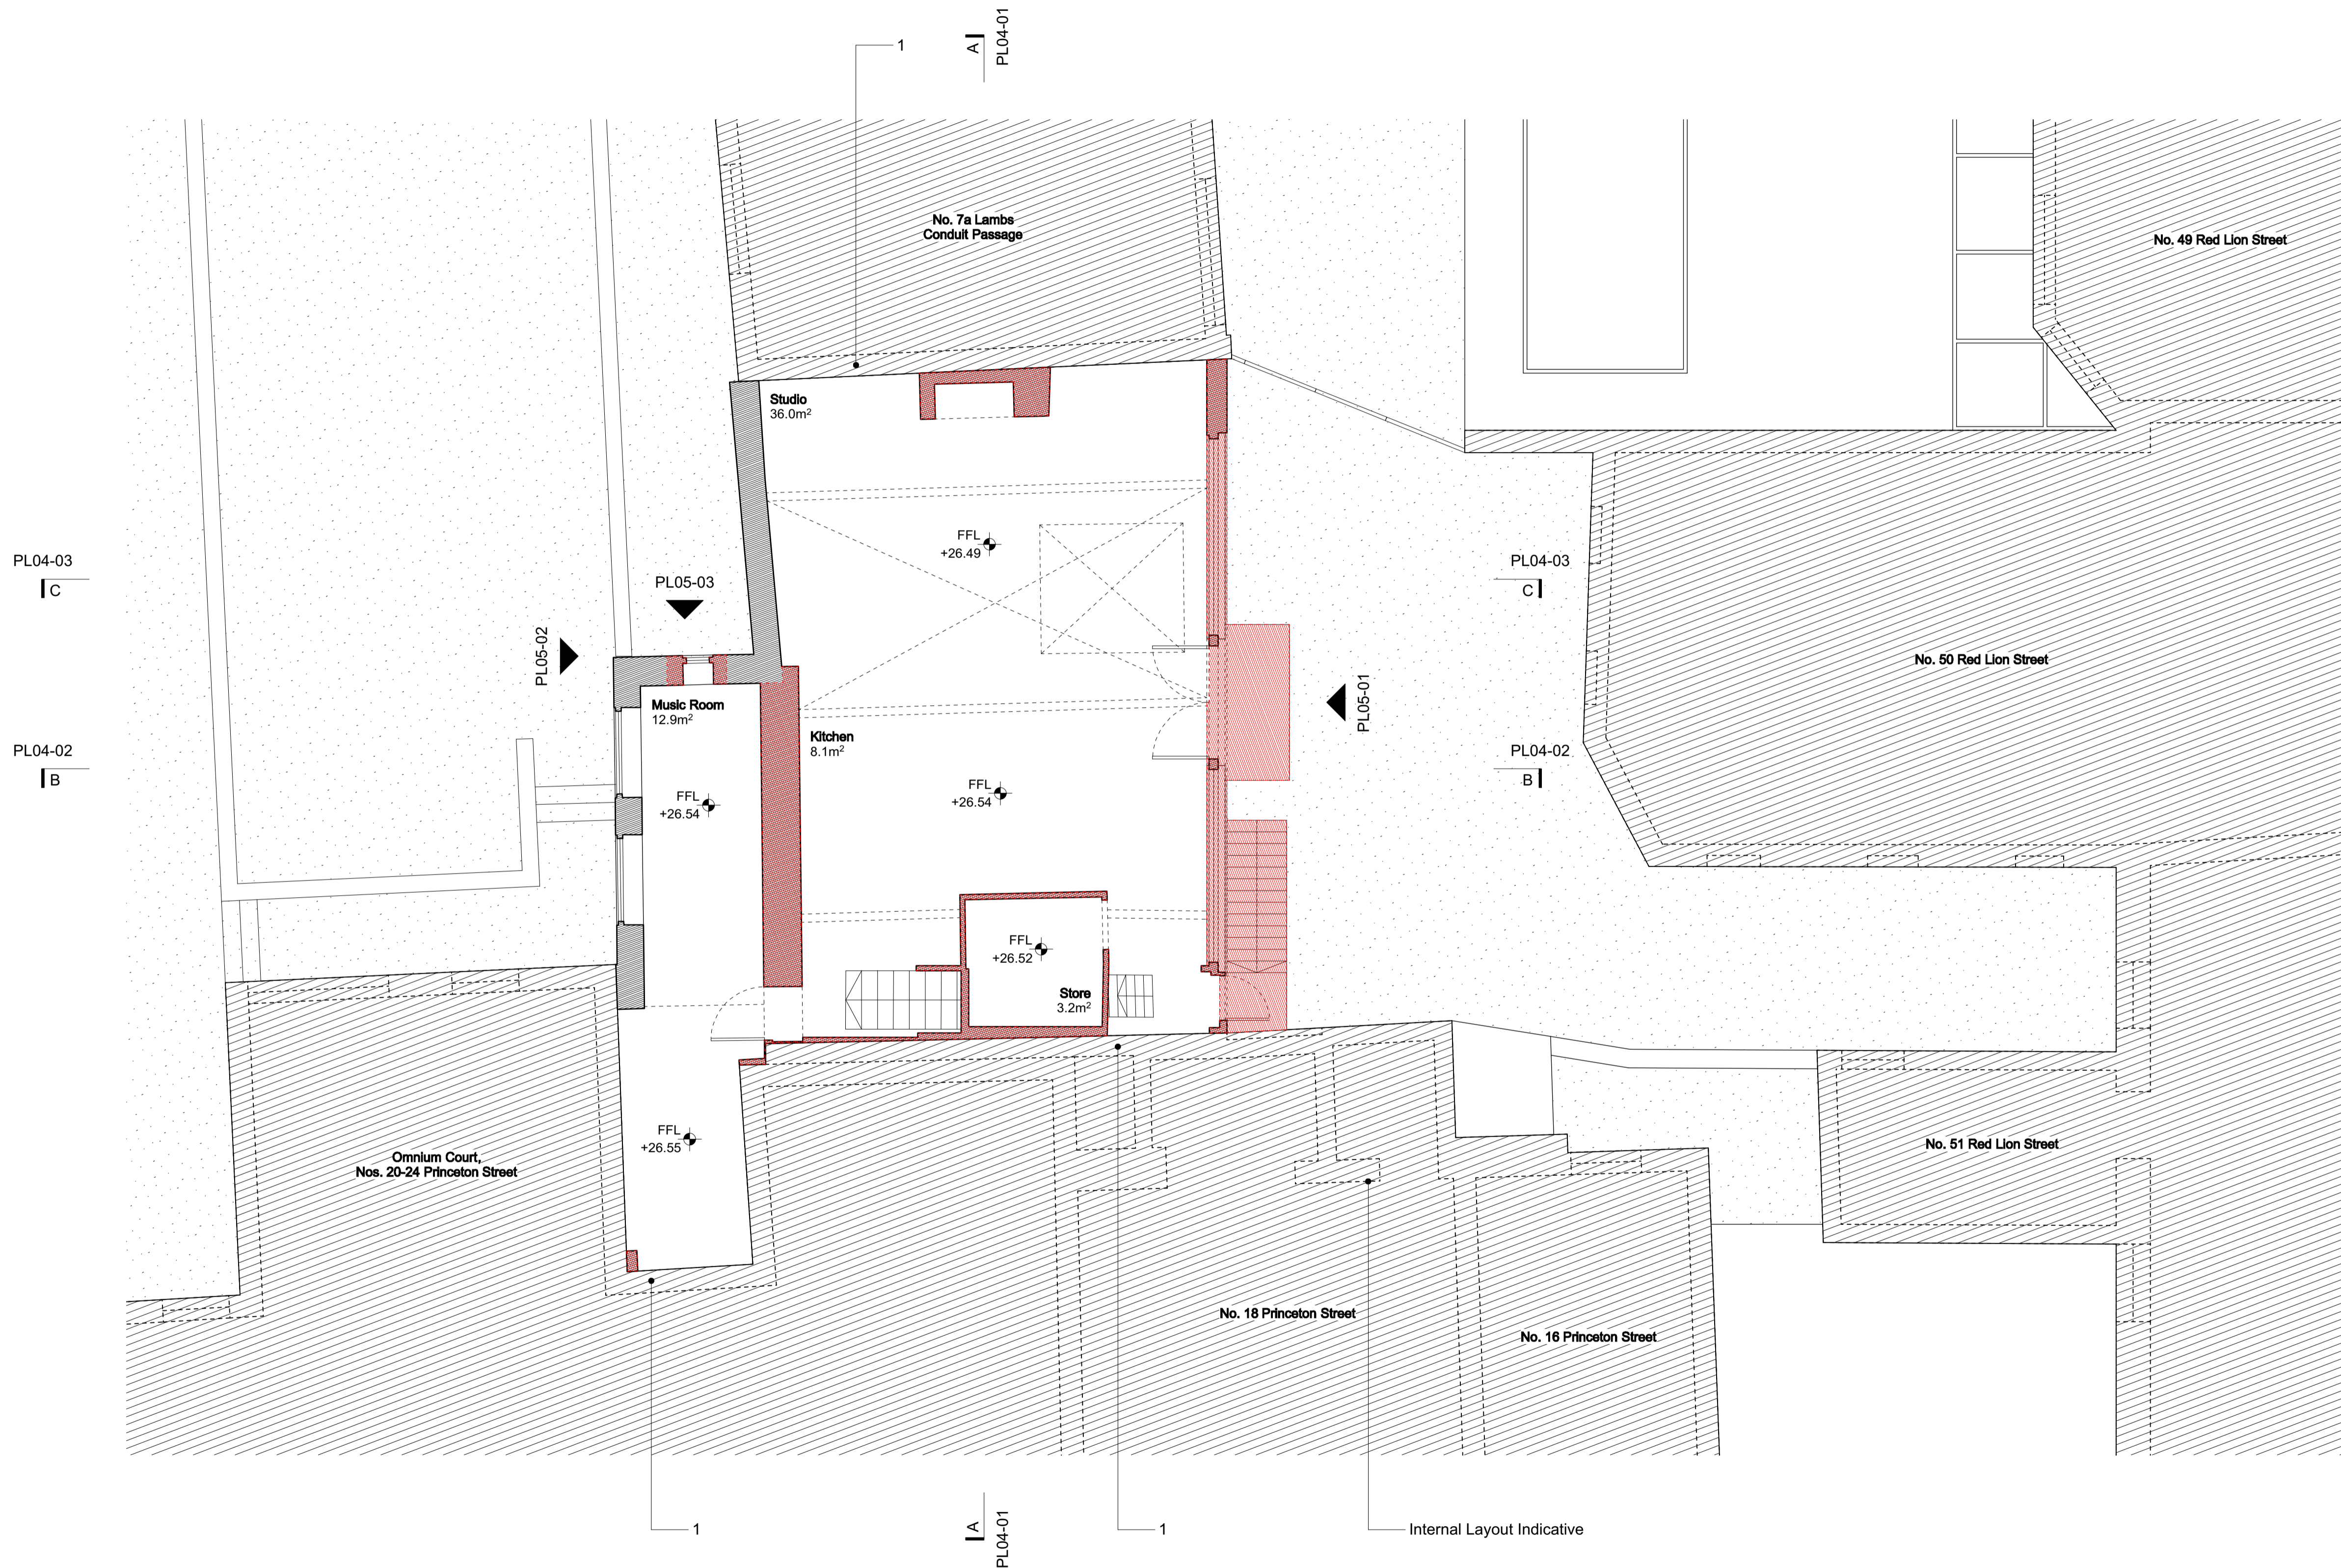 1
A
PL04-01
No. 7a Lambs
Conduit Passage
No. 49 Red Lion Street
Studio
36.0m²
FFL
+26.49
PL04-03
C
PL04-03
C
PL05-03
PL05-02
No. 50 Red Lion Street
PL05-01
Music Room
12.9m²
Kitchen
8.1m²
PL04-02
B
PL04-02
B
FFL
+26.54
FFL
+26.54
FFL
+26.52
Store
3.2m²
FFL
+26.55
Omnium Court,
Nos. 20-24 Princeton Street
No. 51 Red Lion Street
No. 18 Princeton Street
No. 16 Princeton Street
1
A
PL04-01
1
Internal Layout Indicative